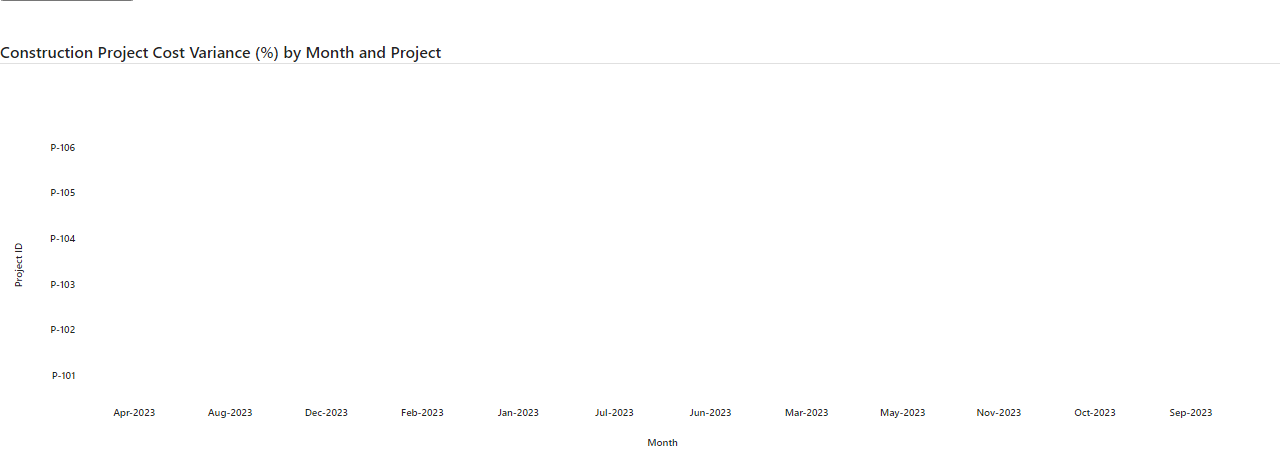 Construction Project Cost Variance (%) by Month and Project
P-106
P-105
P-104
Project ID
P-103
P-102
P-101
Apr-2023 Aug-2023 Dec-2023 Feb-2023 Jan-2023 Jul-2023 Jun-2023 Mar-2023 May-2023 Nov-2023 Oct-2023 Sep-2023
Month